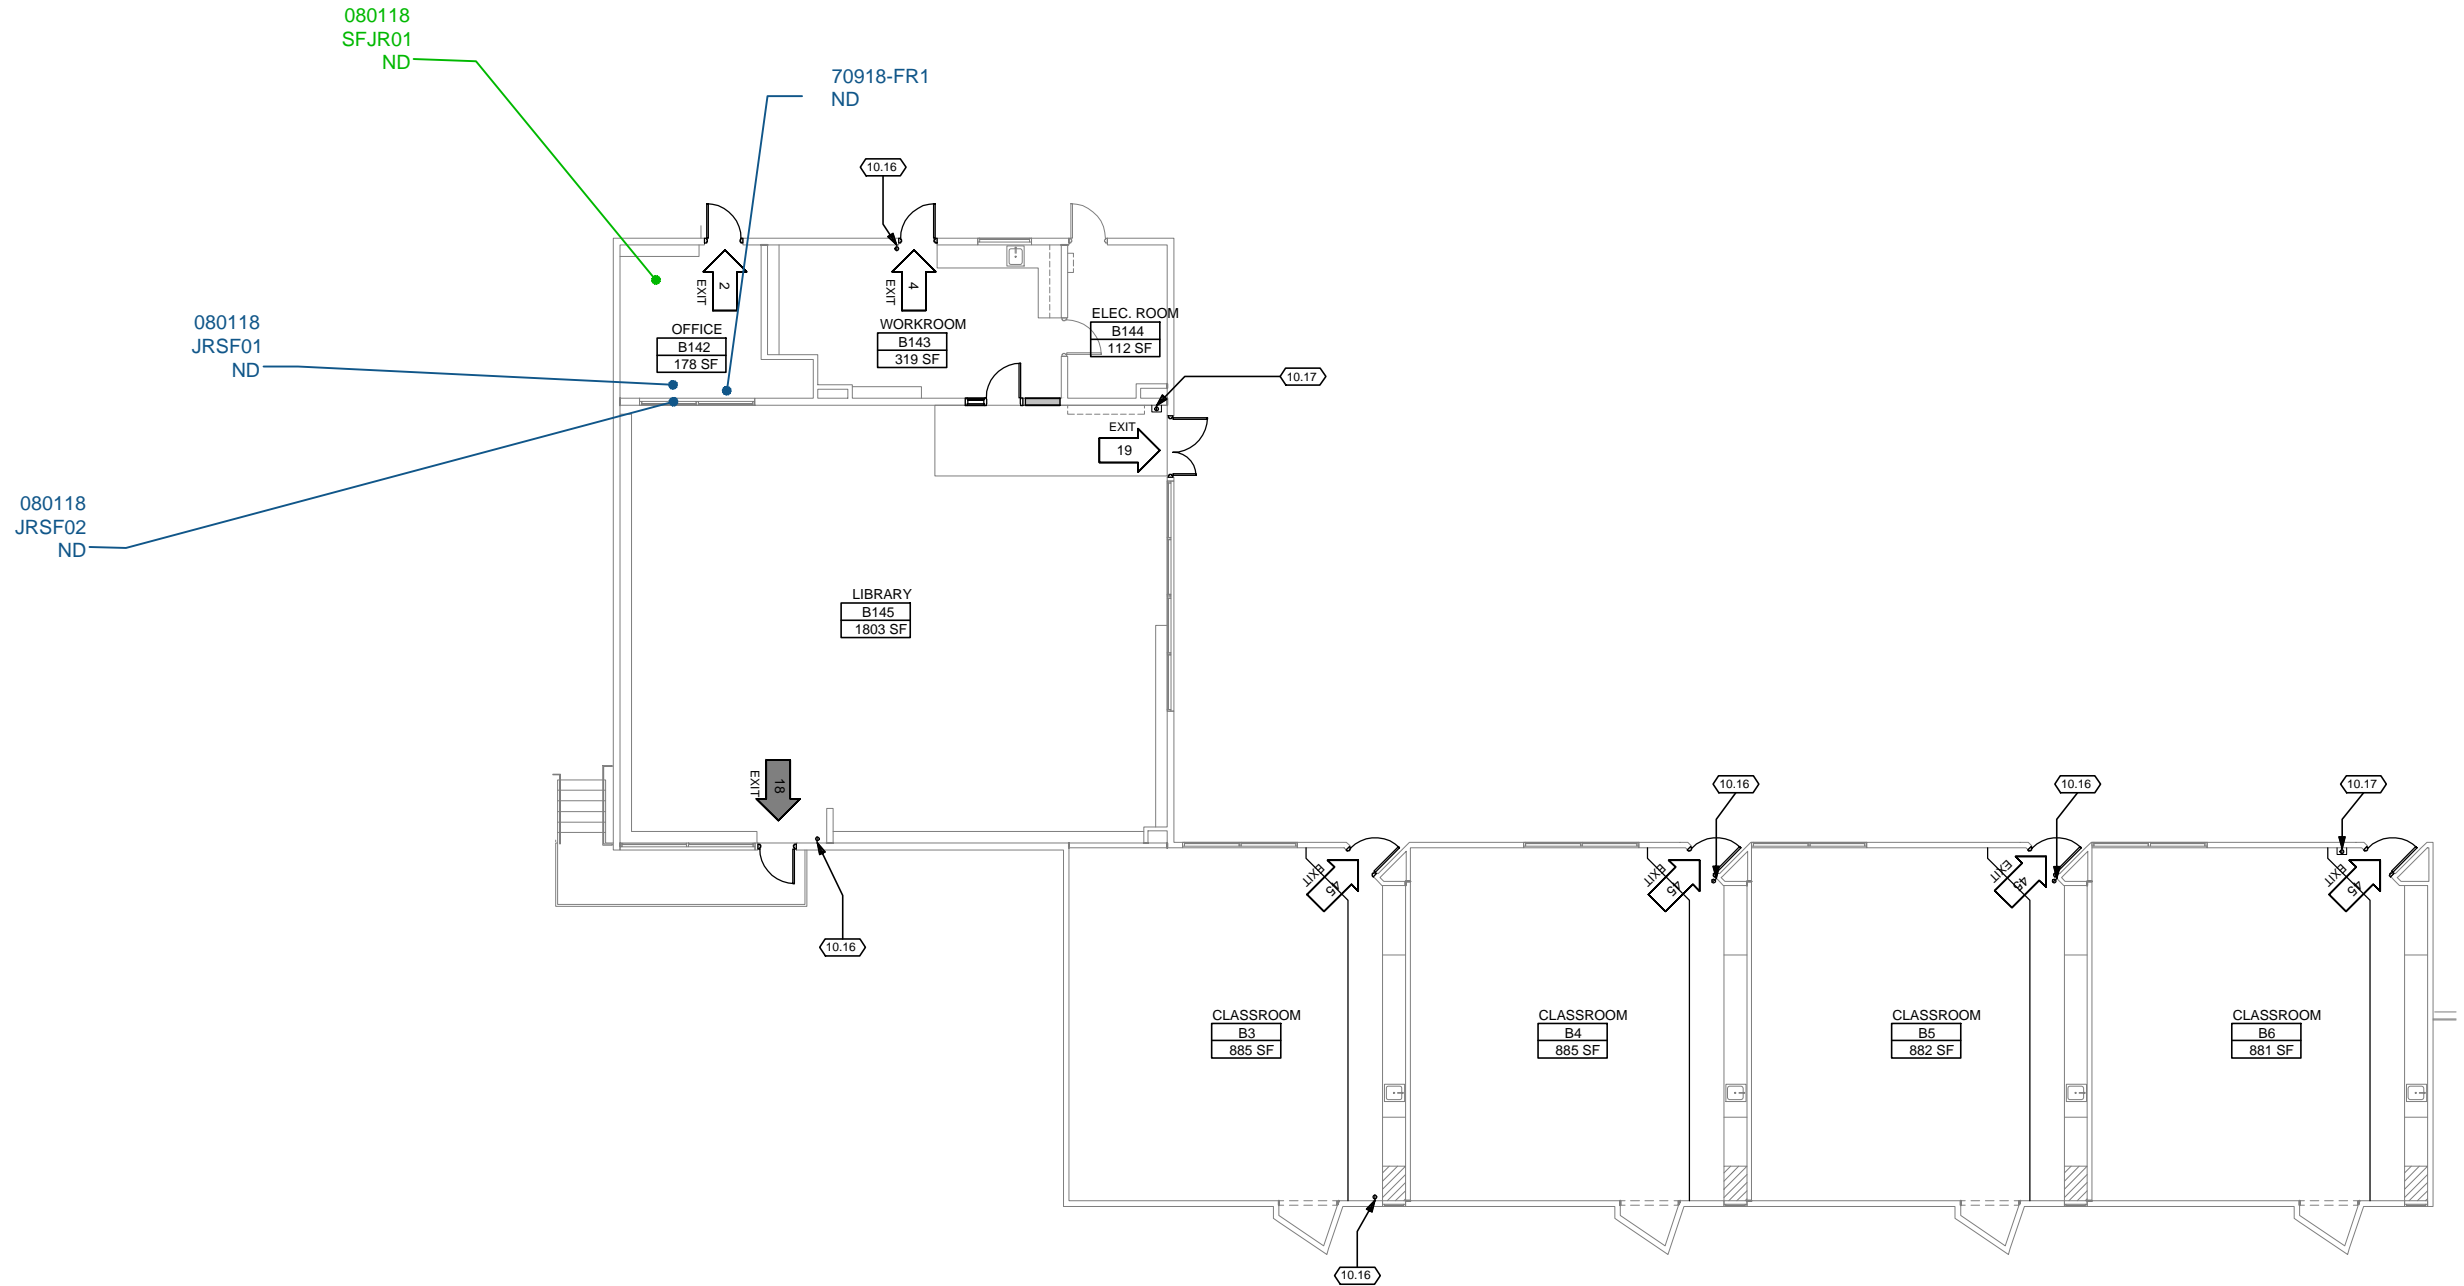 080118
SFJR01
ND
70918-FR1
ND
10.16
2
EXIT
4
EXIT
080118
JRSF01
ND
OFFICE
B142
178 SF
WORKROOM
B143
319 SF
ELEC. ROOM
B144
112 SF
10.17
EXIT
19
080118
JRSF02
ND
LIBRARY
B145
1803 SF
18
EXIT
10.16
10.16
10.17
EXIT
45
EXIT
45
EXIT
45
EXIT
45
10.16
CLASSROOM
B3
885 SF
CLASSROOM
B4
885 SF
CLASSROOM
B5
882 SF
CLASSROOM
B6
881 SF
10.16